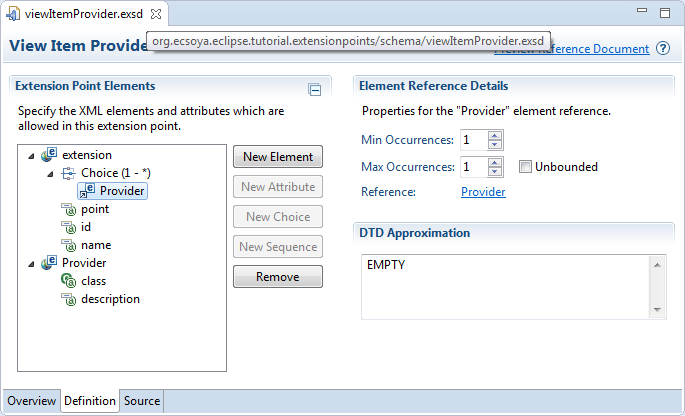 viewItemProvider.exsd
View Item Provid
org.ecsoya.eclipse.tutorial.extensionpoints/schema/viewItemProvider.exsd
Preview Reference Document
Extension Point Elements
Specify the XML elements and attributes which are
allowed in this extension point.
extension
Choice (1 - *)
Provider
point
id
name
Provider
class
description
New Element
New Attribute
New Choice
New Sequence
Remove
Element Reference Details
Properties for the "Provider" element reference.
Min Occurrences: 1
Max Occurrences: 1 Unbounded
Reference: Provider
DTD Approximation
EMPTY
Overview Definition Source